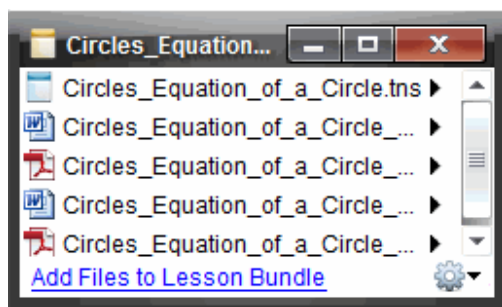 Circles_Equation...
Circles_Equation_of_a_Circle.tns
Circles_Equation_of_a_Circle_...
Circles_Equation_of_a_Circle_...
Circles_Equation_of_a_Circle_...
Circles_Equation_of_a_Circle_...
Add Files to Lesson Bundle